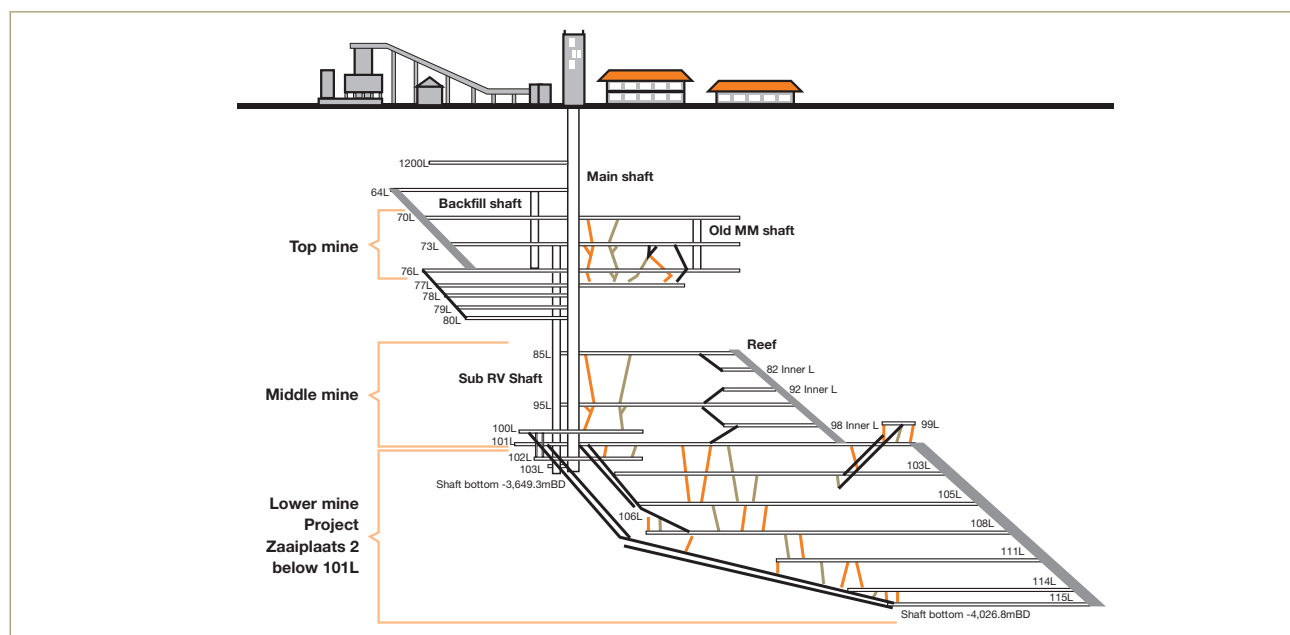 1200L
Main shaft
64L
Backfill shaft
70L
Old MM shaft
Top mine
73L
76L
77L
78L
79L
80L
Reef
85L
82 Inner L
Sub RV Shaft
92 Inner L
Middle mine
95L
100L
98 Inner L
99L
101L
102L
103L
103L
Shaft bottom -3,649.3mBD
105L
Lower mine
Project
Zaaiplaats 2
below 101L
106L
108L
111L
114L
115L
Shaft bottom -4,026.8mBD